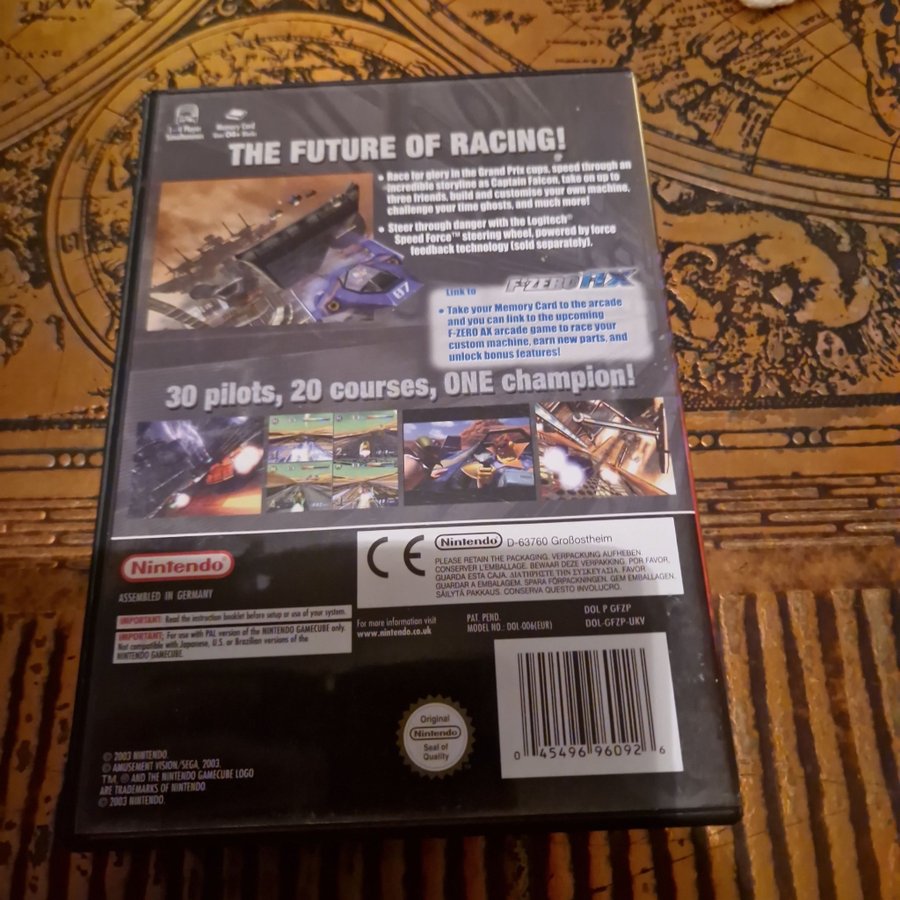 1-4 Player
Simultaneous
Memory Card
THE FUTURE OF RACING!
• Race for glory in the Grand Prix cups, speed through an
incredible storyline as Captain Falcon, take on up to
three friends, build and customise your own machine,
challenge your time ghosts, and much more!
• Steer through danger with the Logitech®
Speed Force™ steering wheel, powered by force
feedback technology (sold separately).
87
Link to F-ZERO AX
• Take your Memory Card to the arcade
and you can link to the upcoming
F-ZERO AX arcade game to race your
custom machine, earn new parts, and
unlock bonus features!
30 pilots, 20 courses, ONE champion!
Nintendo
ASSEMBLED IN GERMANY
CE Nintendo D-63760 Großostheim
PLEASE RETAIN THE PACKAGING. VERPACKUNG AUFHEBEN.
CONSERVER L'EMBALLAGE. BEWAAR DEZE VERPAKKING. POR FAVOR,
GUARDA ESTA CAJA. ΔΙΑΤΗΡΗΣΤΕ ΤΗΝ ΣΥΣΚΕΥΑΣΙΑ. FAVOR
GUARDAR A EMBALAGEM. SPARA FÖRPACKNINGEN. GEM EMBALLAGEN.
SÄILYTÄ PAKKAUS. CONSERVA QUESTO INVOLUCRO.
IMPORTANT: Read the instruction booklet before setup or use of your system.
IMPORTANT: For use with PAL version of the NINTENDO GAMECUBE only.
Not compatible with Japanese, U.S. or Brazilian versions of the
NINTENDO GAMECUBE.
For more information visit
www.nintendo.co.uk
PAT. PEND.
MODEL NO.: DOL-006(EUR)
DOL P GFZP
DOL-GFZP-UKV
Original
Nintendo
Seal of
Quality
0 45496 96092 6
© 2003 NINTENDO.
© AMUSEMENT VISION/SEGA, 2003.
TM, ® AND THE NINTENDO GAMECUBE LOGO
ARE TRADEMARKS OF NINTENDO.
© 2003 NINTENDO.